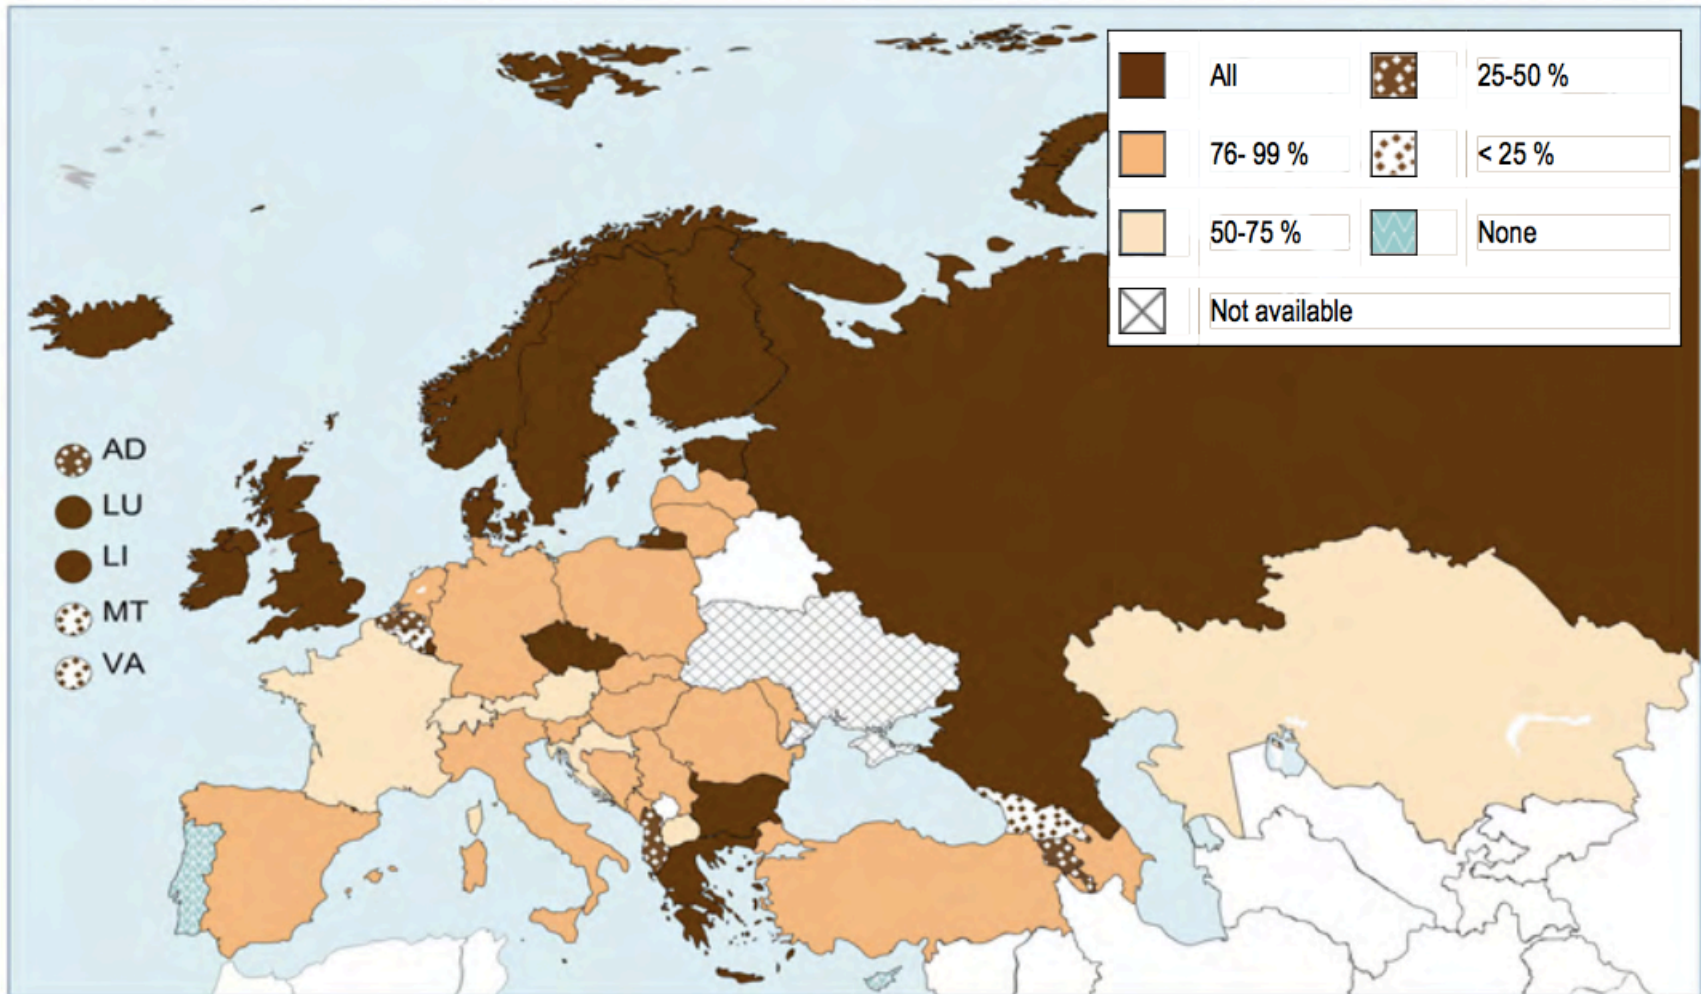 All
25-50 %
76- 99 %
< 25 %
50-75 %
None
Not available
AD
LU
LI
MT
VA